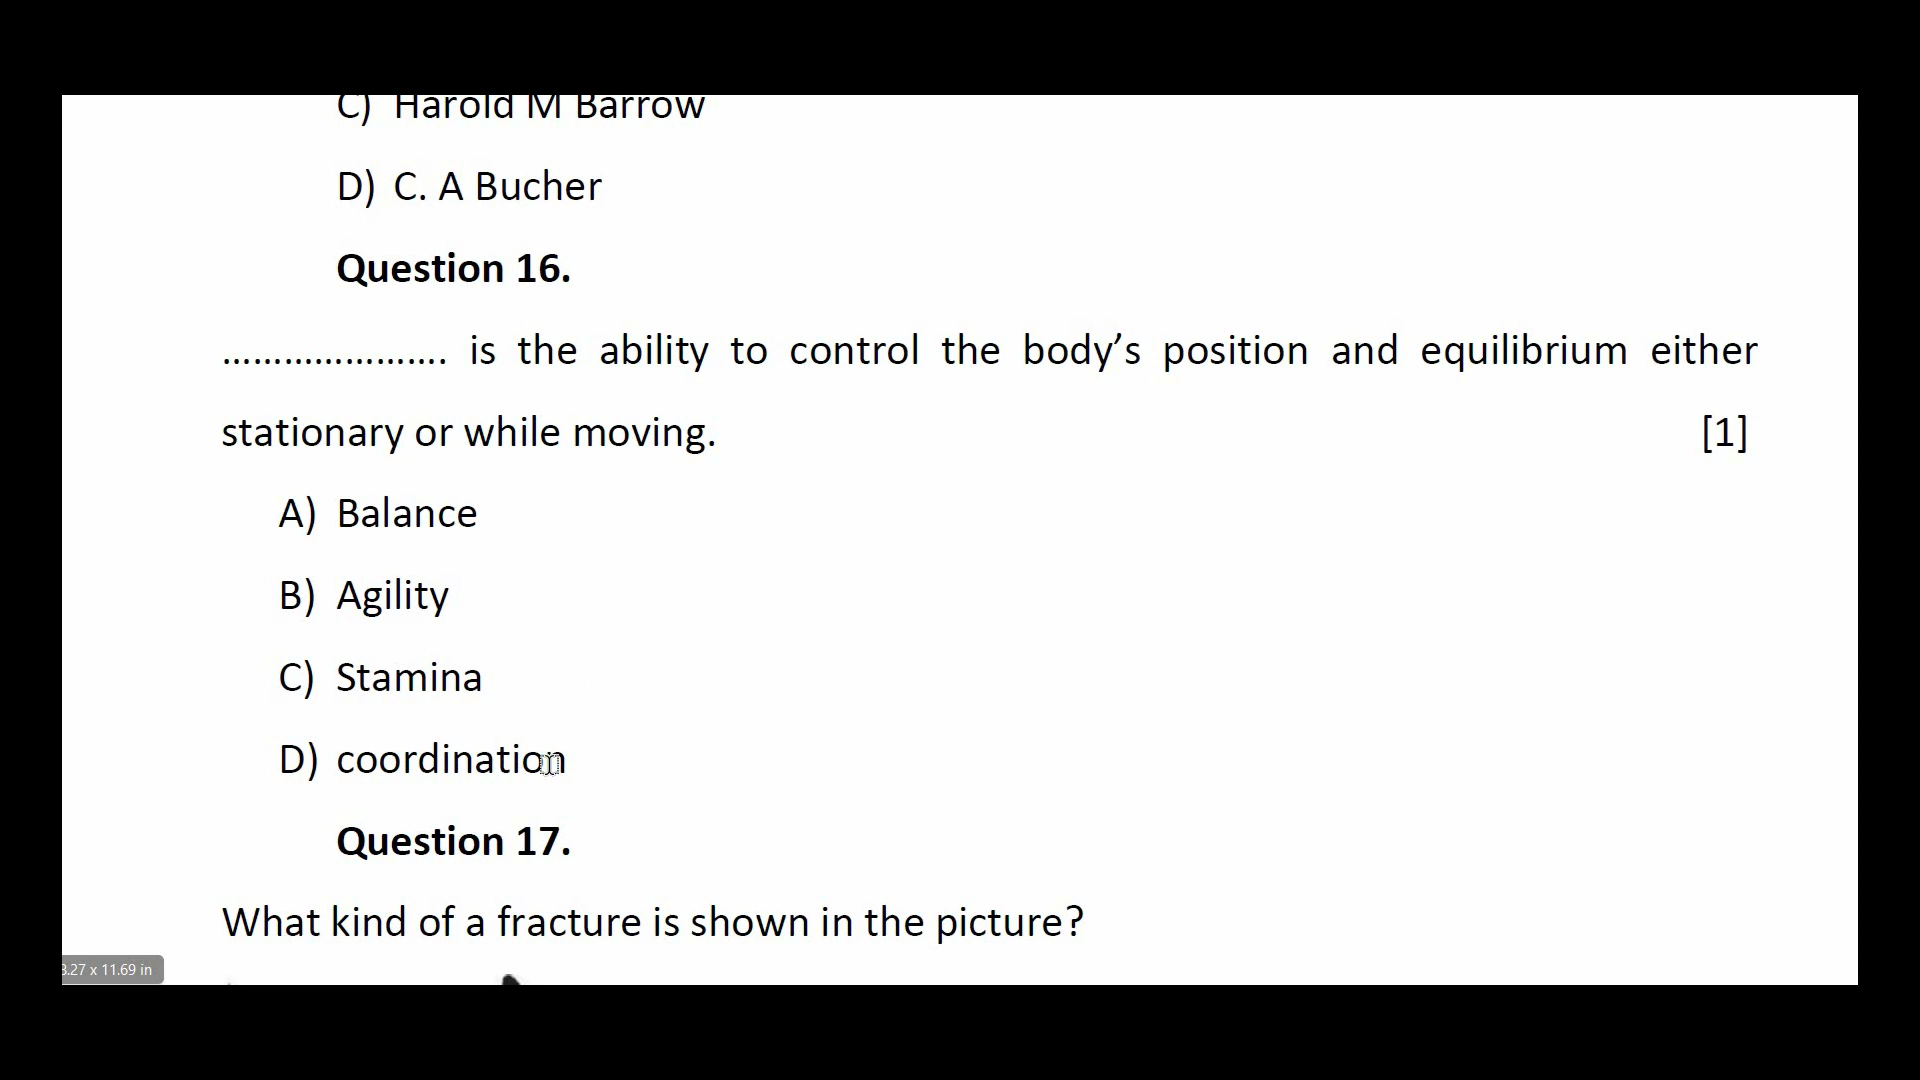 C) Harold M Barrow
D) C. A Bucher
Question 16.
...................... is the ability to control the body’s position and equilibrium either
stationary or while moving. [1]
A) Balance
B) Agility
C) Stamina
D) coordination
Question 17.
What kind of a fracture is shown in the picture?
8.27 x 11.69 in